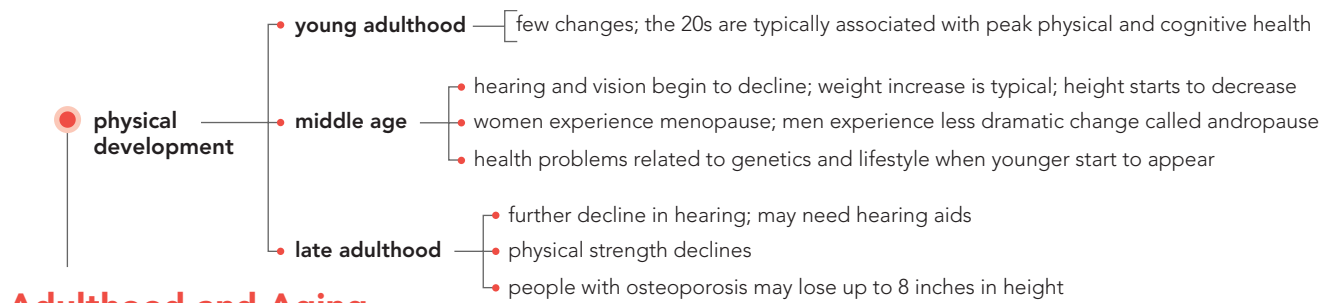 young adulthood
few changes; the 20s are typically associated with peak physical and cognitive health
physical
development
middle age
hearing and vision begin to decline; weight increase is typical; height starts to decrease
women experience menopause; men experience less dramatic change called andropause
health problems related to genetics and lifestyle when younger start to appear
late adulthood
further decline in hearing; may need hearing aids
physical strength declines
people with osteoporosis may lose up to 8 inches in height
Adulthood and Aging